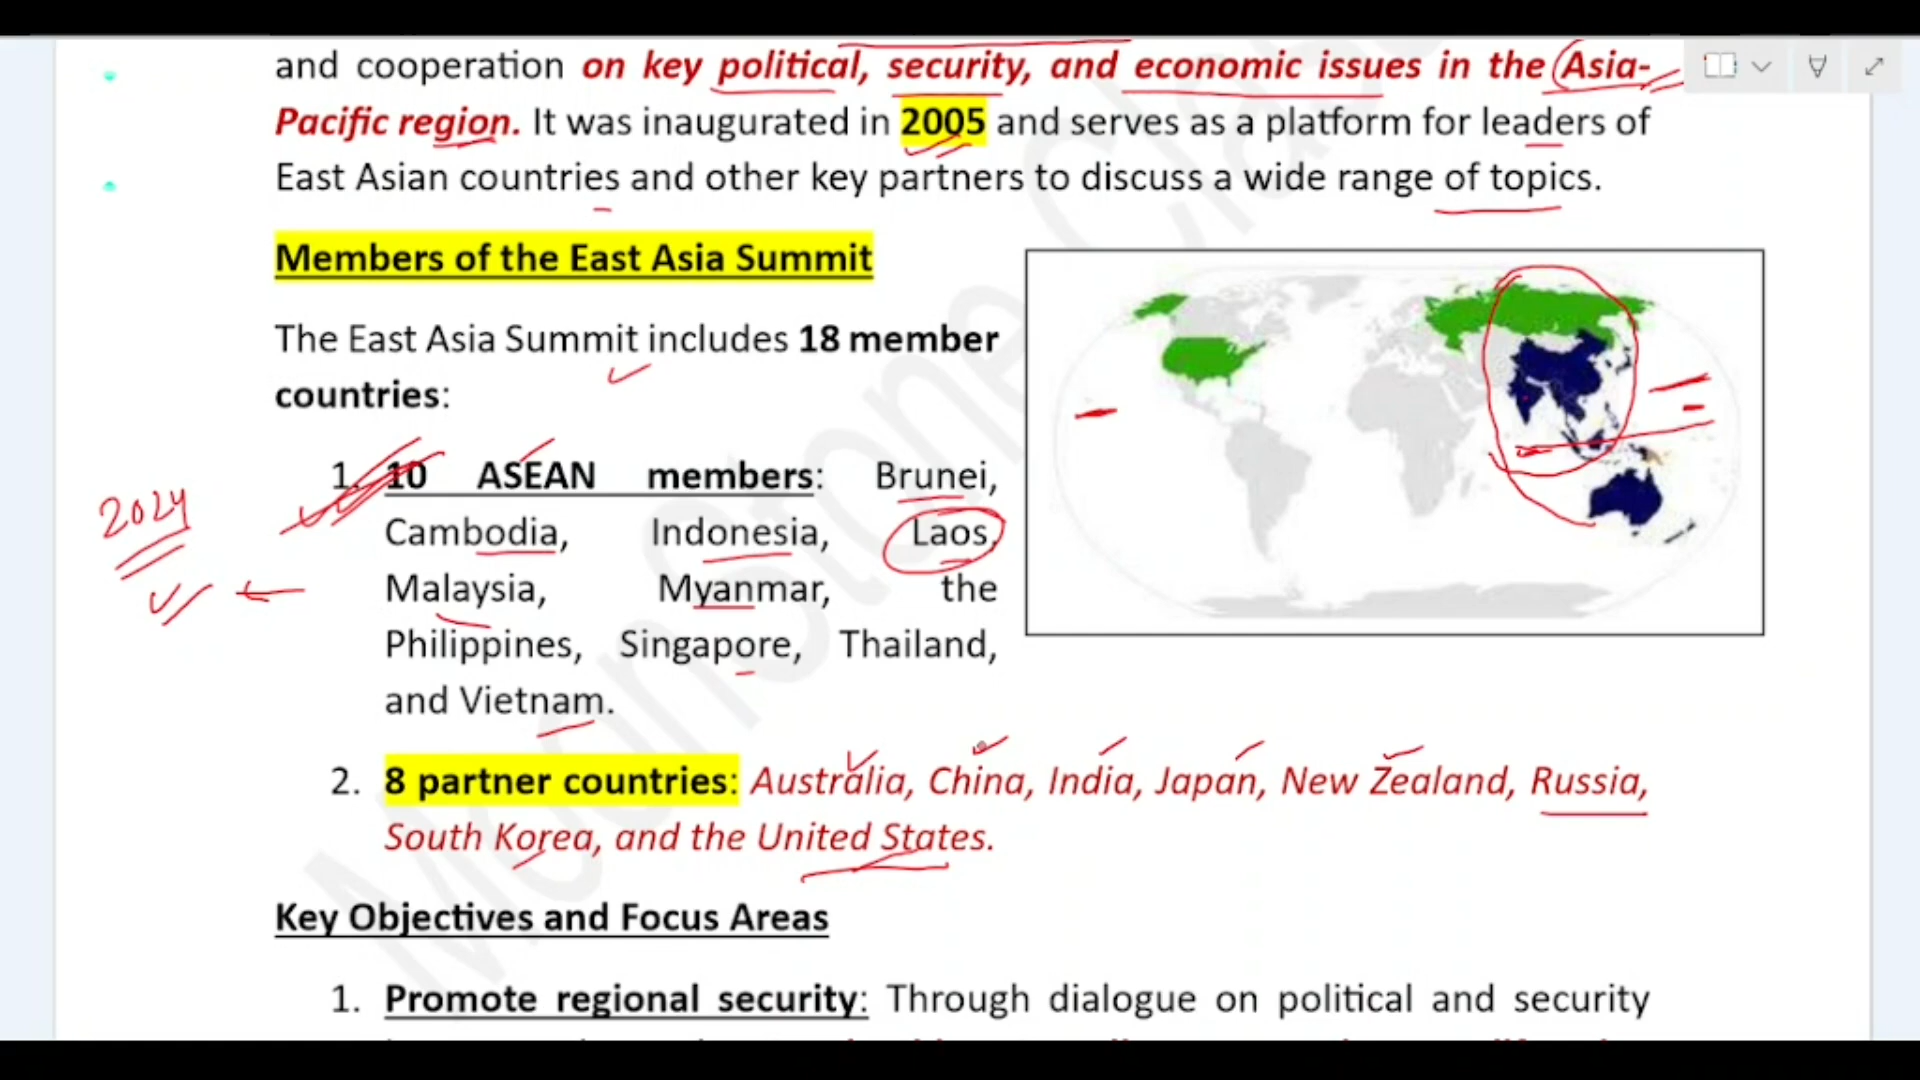 and cooperation on key political, security, and economic issues in the Asia-
Pacific region. It was inaugurated in 2005 and serves as a platform for leaders of
East Asian countries and other key partners to discuss a wide range of topics.
Members of the East Asia Summit
The East Asia Summit includes 18 member
countries:
1. 10 ASEAN members: Brunei,
Cambodia, Indonesia, Laos,
Malaysia, Myanmar, the
Philippines, Singapore, Thailand,
and Vietnam.
2024
2. 8 partner countries: Australia, China, India, Japan, New Zealand, Russia,
South Korea, and the United States.
Key Objectives and Focus Areas
1. Promote regional security: Through dialogue on political and security